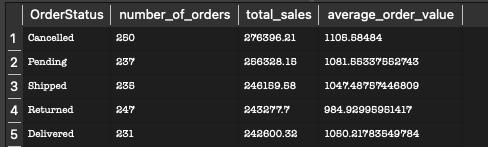 OrderStatus number_of_orders total_sales average_order_value
1 Cancelled 250 276396.21 1105.58484
2 Pending 237 256328.15 1081.55337552743
3 Shipped 235 246159.58 1047.48757446809
4 Returned 247 243277.7 984.92995951417
5 Delivered 231 242600.32 1050.21783549784